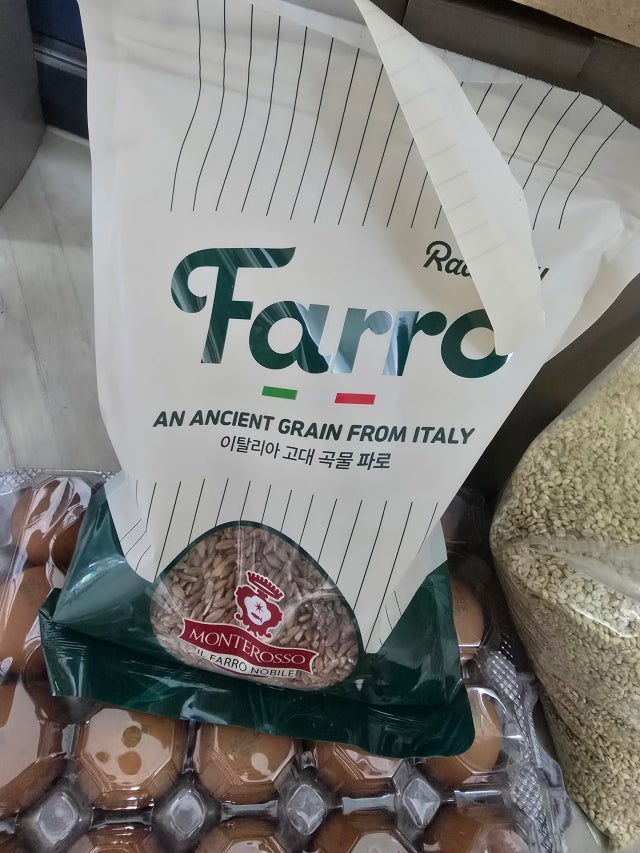 Farro
AN ANCIENT GRAIN FROM ITALY
이탈리아 고대 곡물 파로
MONTEROSSO
IL FARRO NOBILE